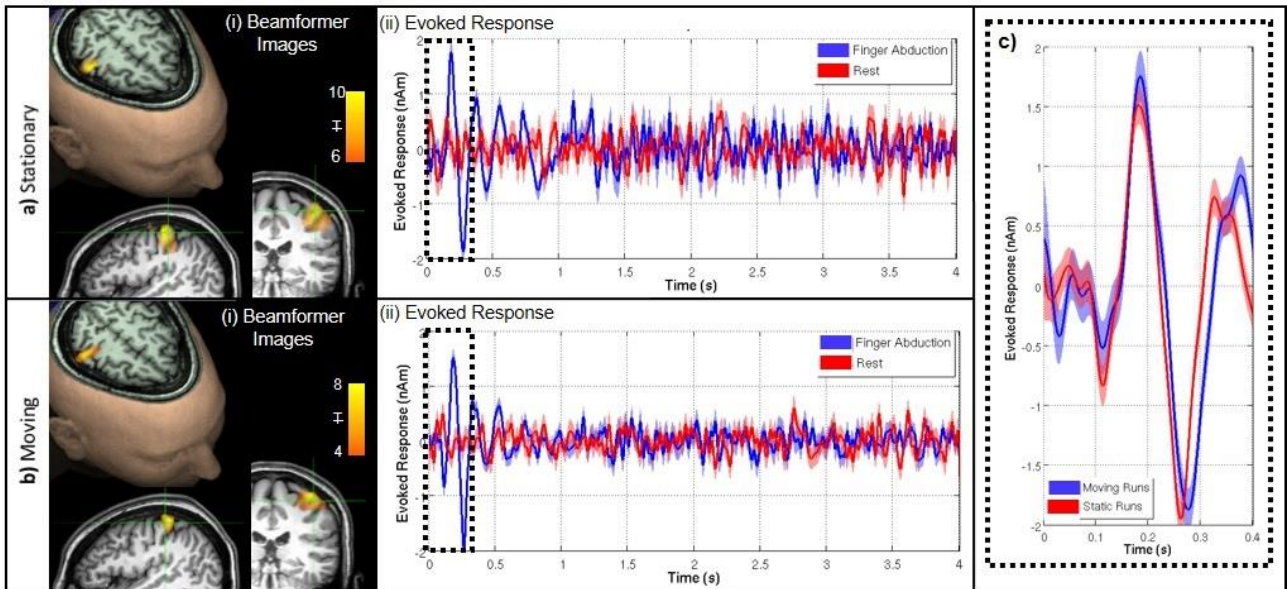 a) Stationary
(i) Beamformer
Images
10
Ŧ
6
(ii) Evoked Response
Evoked Response (nAm)
2
1
0
-1
-2
0
0.5
1
1.5
2
2.5
3
3.5
4
Time (s)
Finger Abduction
Rest
b) Moving
(i) Beamformer
Images
8
Ŧ
4
(ii) Evoked Response
Evoked Response (nAm)
0
-2
0
0.5
1
1.5
2
2.5
3
3.5
4
Time (s)
Finger Abduction
Rest
c)
Evoked Response (nAm)
2
1.5
1
0.5
0
-0.5
-1
-1.5
-2
0
0.1
0.2
0.3
0.4
Time (s)
Moving Runs
Static Runs